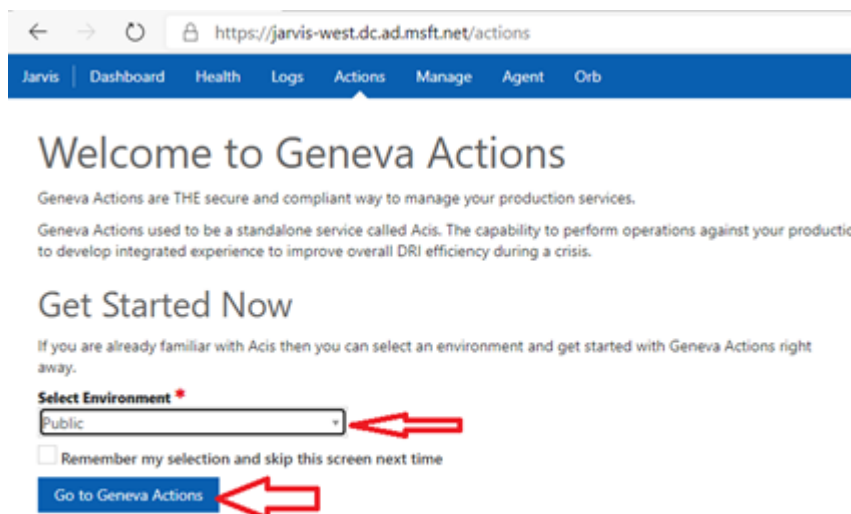 https://jarvis-west.dc.ad.msft.net/actions
Jarvis Dashboard Health Logs Actions Manage Agent Orb
Welcome to Geneva Actions
Geneva Actions are THE secure and compliant way to manage your production services.
Geneva Actions used to be a standalone service called Acis. The capability to perform operations against your productic
to develop integrated experience to improve overall DRI efficiency during a crisis.
Get Started Now
If you are already familiar with Acis then you can select an environment and get started with Geneva Actions right
away.
Select Environment *
Public
Remember my selection and skip this screen next time
Go to Geneva Actions